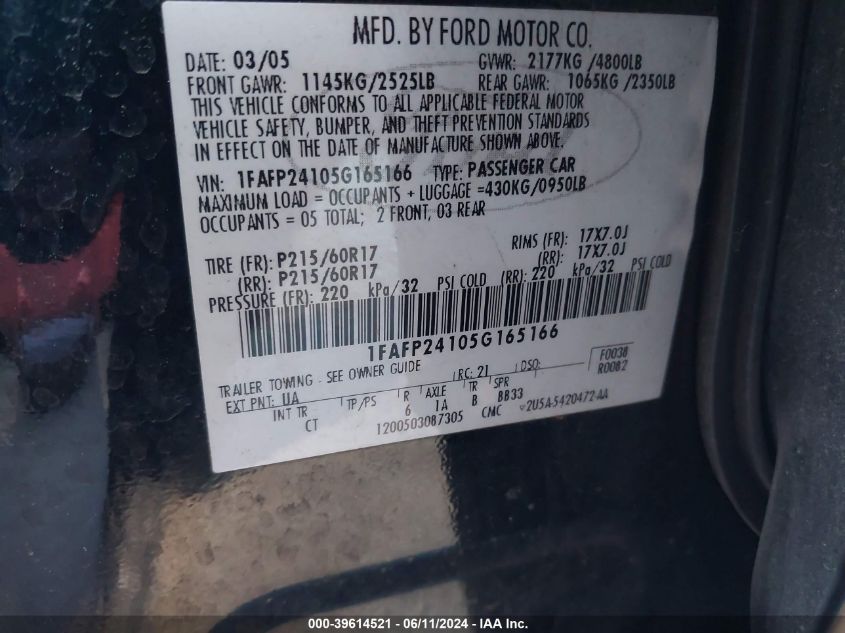 MFD. BY FORD MOTOR CO.
DATE: 03/05 GVWR: 2177KG /4800LB
FRONT GAWR: 1145KG/2525LB REAR GAWR: 1065KG /2350LB
THIS VEHICLE CONFORMS TO ALL APPLICABLE FEDERAL MOTOR
VEHICLE SAFETY, BUMPER, AND THEFT PREVENTION STANDARDS
IN EFFECT ON THE DATE OF MANUFACTURE SHOWN ABOVE.
VIN: 1FAFP24105G165166 TYPE: PASSENGER CAR
MAXIMUM LOAD = OCCUPANTS + LUGGAGE =430KG/0950LB
OCCUPANTS = 05 TOTAL; 2 FRONT, 03 REAR
TIRE (FR): P215/60R17 RIMS (FR): 17X7.0J
(RR): P215/60R17 (RR): 17X7.0J
PRESSURE (FR): 220 kPa/32 PSI COLD (RR): 220 kPa/32 PSI COLD
1FAFP24105G165166
TRAILER TOWING - SEE OWNER GUIDE RC: 21 DSO: F0038
EXT PNT: UA R0082
INT TR TP/PS R AXLE TR SPR
CT 6 1A B BB33
1200503087305 CMC 2U5A-5420472-AA
000-39614521 - 06/11/2024 - IAA Inc.